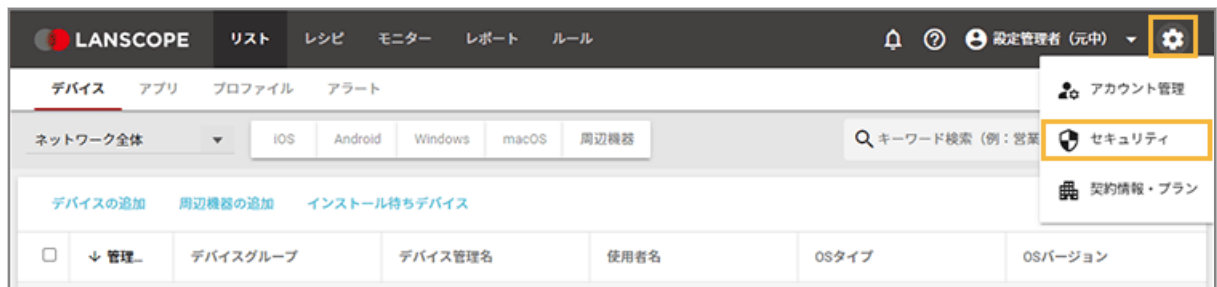 LANSCOPE リスト レシピ モニター レポート ルール 設定管理者（元中）
デバイス アプリ プロファイル アラート
アカウント管理
ネットワーク全体 iOS Android Windows macOS 周辺機器 キーワード検索（例：営業
セキュリティ
契約情報・プラン
デバイスの追加 周辺機器の追加 インストール待ちデバイス
管理… デバイスグループ デバイス管理名 使用者名 OSタイプ OSバージョン